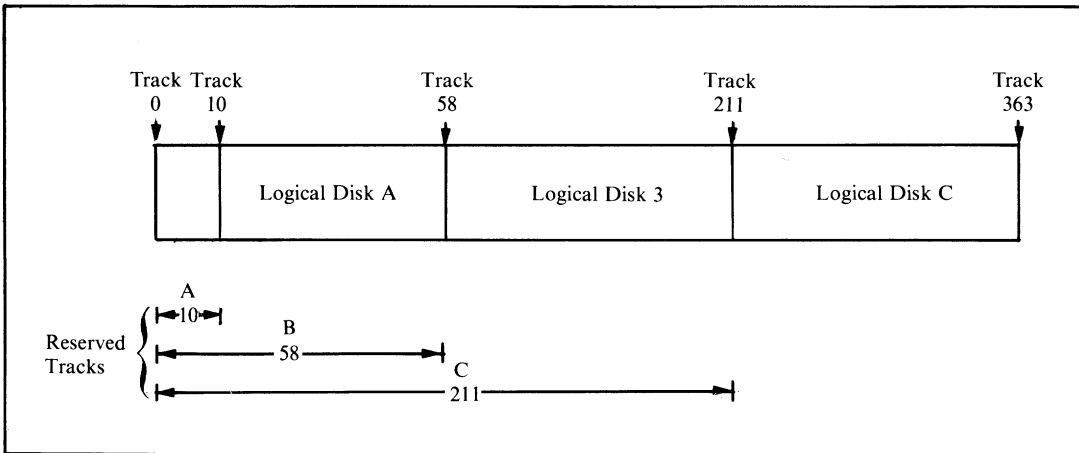 Track Track Track Track Track
0 10 58 211 363
Logical Disk A Logical Disk 3 Logical Disk C
A
10
B
Reserved
58
Tracks
C
211